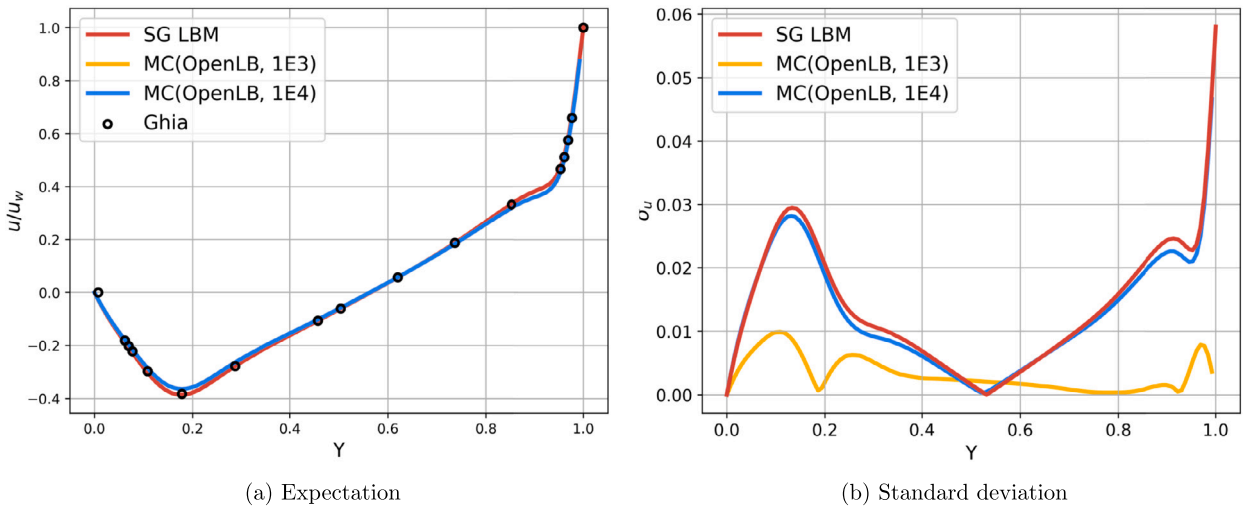 SG LBM
MC(OpenLB, 1E3)
MC(OpenLB, 1E4)
Ghia
u/u_w
1.0
0.8
0.6
0.4
0.2
0.0
−0.2
−0.4
0.0 0.2 0.4 0.6 0.8 1.0
Y
(a) Expectation
SG LBM
MC(OpenLB, 1E3)
MC(OpenLB, 1E4)
σ_u
0.06
0.05
0.04
0.03
0.02
0.01
0.00
0.0 0.2 0.4 0.6 0.8 1.0
Y
(b) Standard deviation